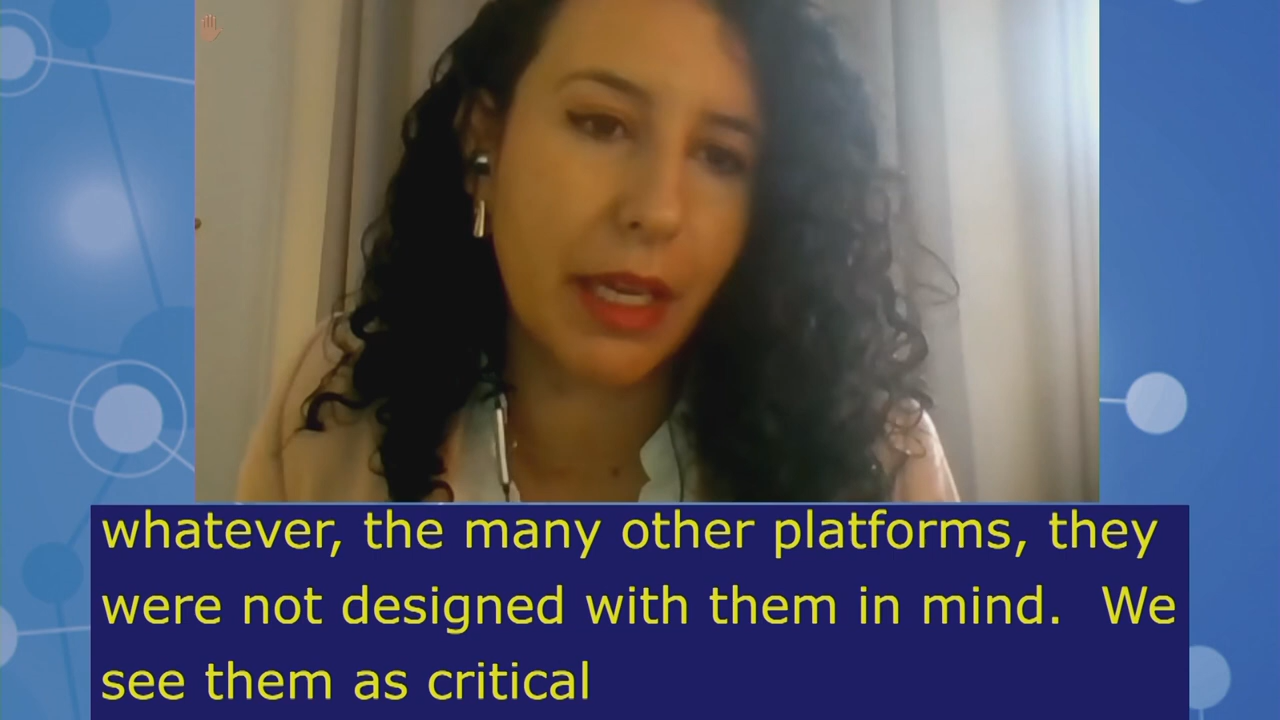 whatever, the many other platforms, they
were not designed with them in mind.  We
see them as critical